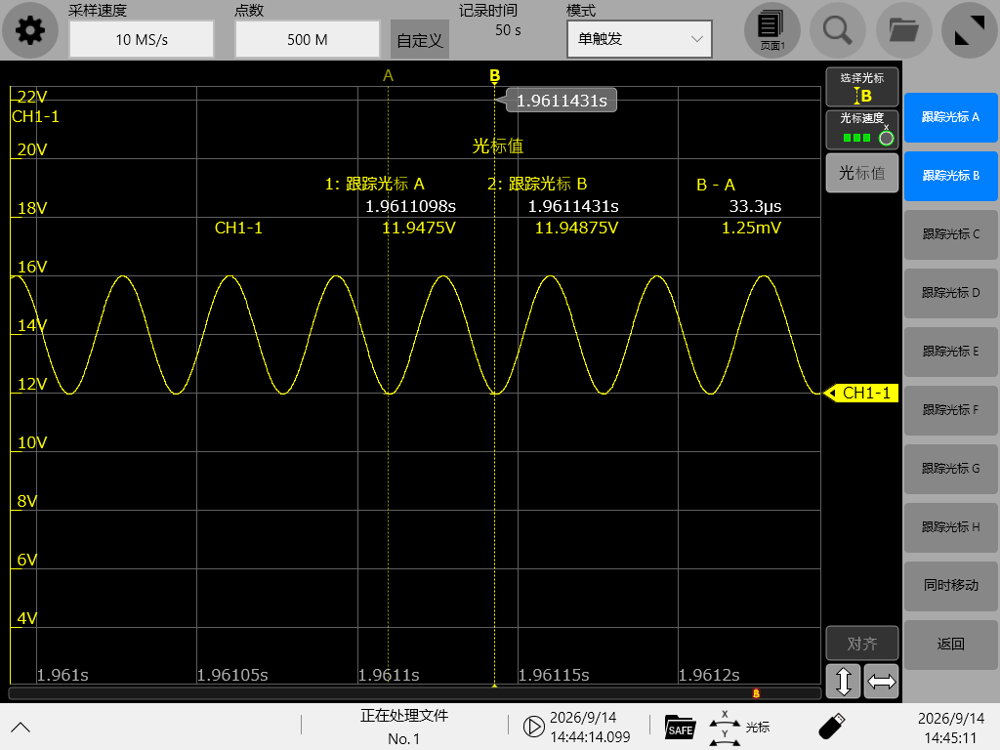 采样速度
点数
记录时间
模式
10 MS/s
500 M
自定义
50 s
单触发
页面1
A
B
1.9611431s
22V
CH1-1
20V
18V
16V
14V
12V
10V
8V
6V
4V
光标值
1: 跟踪光标 A
2: 跟踪光标 B
B - A
1.9611098s
1.9611431s
33.3μs
CH1-1
11.9475V
11.94875V
1.25mV
CH1-1
1.961s
1.96105s
1.9611s
1.96115s
1.9612s
B
选择光标
B
光标速度
X
光标值
对齐
跟踪光标 A
跟踪光标 B
跟踪光标 C
跟踪光标 D
跟踪光标 E
跟踪光标 F
跟踪光标 G
跟踪光标 H
同时移动
返回
正在处理文件
No. 1
2026/9/14
14:44:14.099
SAFE
X
Y
光标
2026/9/14
14:45:11